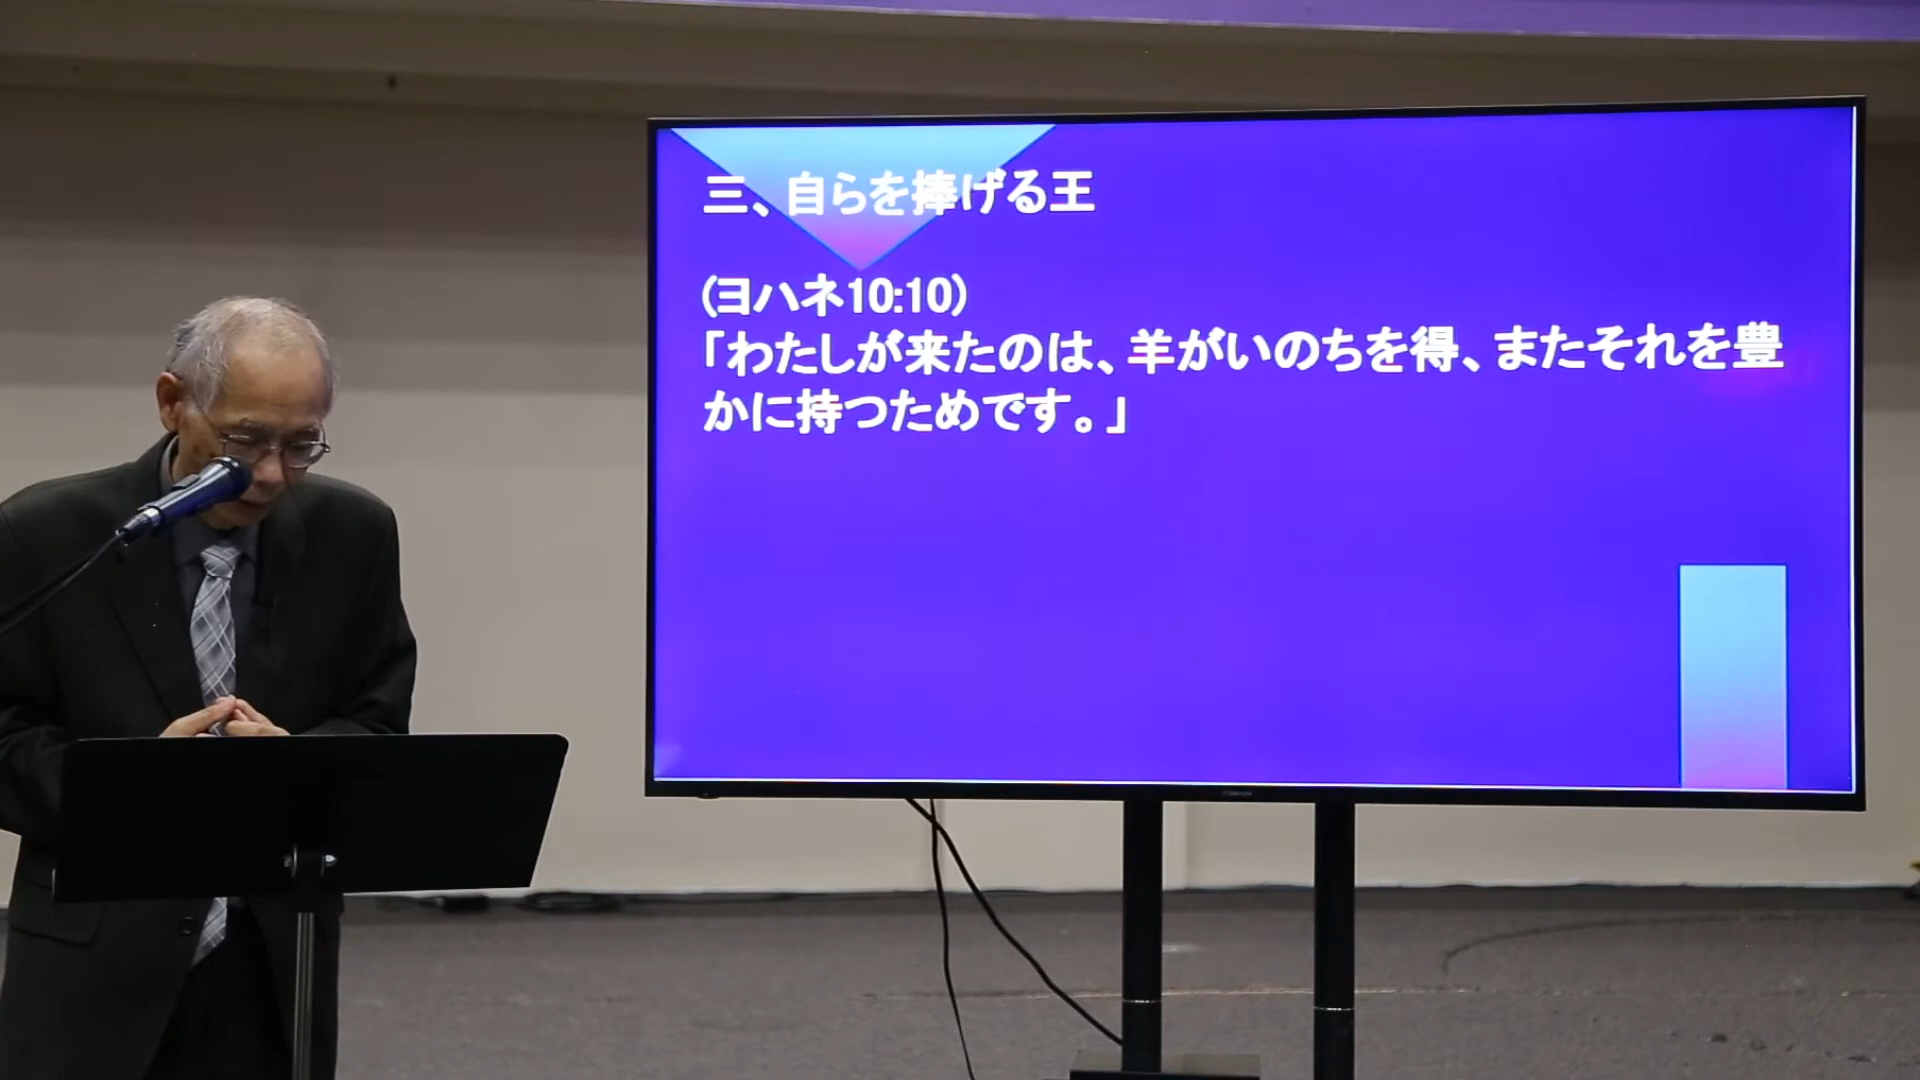 三、自らを捧げる王
(ヨハネ10:10)
「わたしが来たのは、羊がいのちを得、またそれを豊
かに持つためです。」